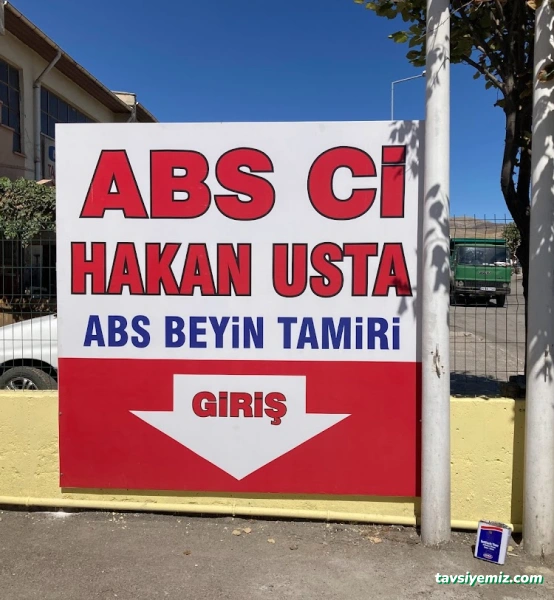 ABS Ci
HAKAN USTA
ABS BEYiN TAMiRi
GiRiŞ
tavsiyemiz.com